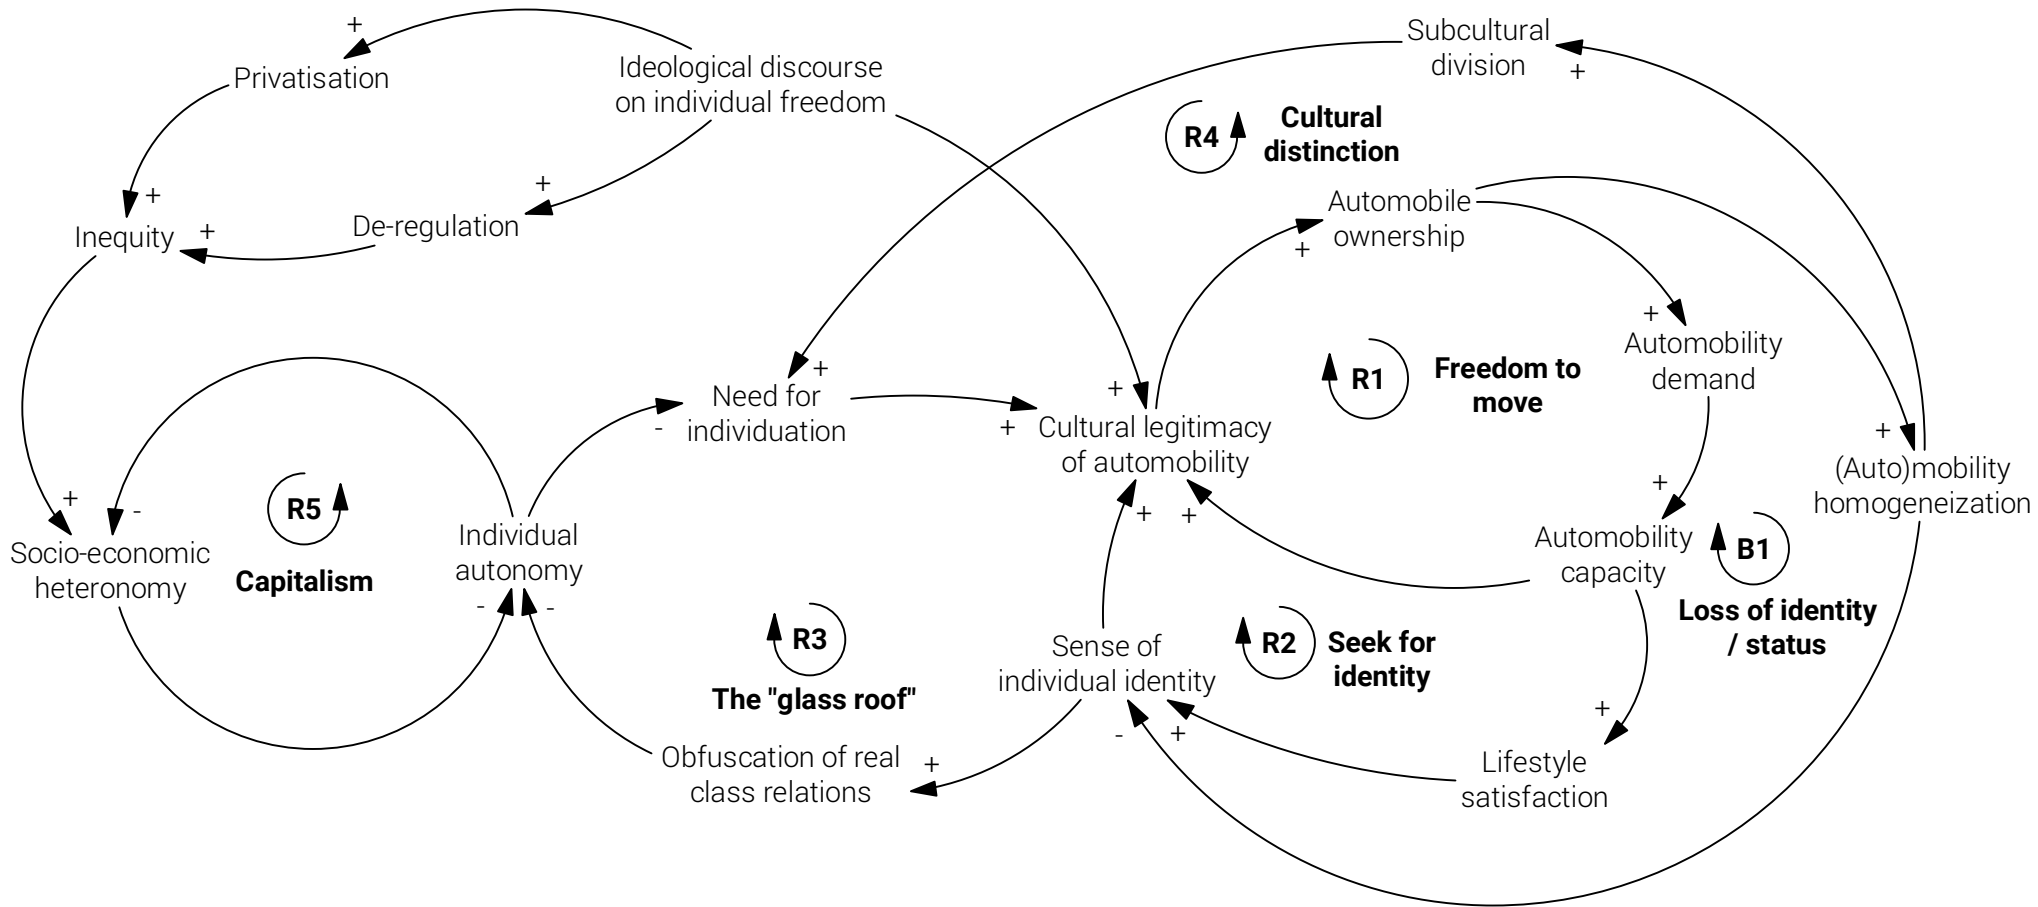 +
Privatisation
Ideological discourse
on individual freedom
Subcultural
division
+
R4
Cultural
distinction
+
Inequity
+
De-regulation
+
Automobile
ownership
+
+
Automobility
demand
R1
Freedom to
move
+
Need for
individuation
-
+
+
Cultural legitimacy
of automobility
+
(Auto)mobility
homogeneization
+
-
R5
Capitalism
Socio-economic
heteronomy
Individual
autonomy
-
-
+
+
+
Automobility
capacity
B1
Loss of identity
/ status
R3
The "glass roof"
Sense of
individual identity
R2
Seek for
identity
+
-
+
Obfuscation of real
class relations
+
Lifestyle
satisfaction